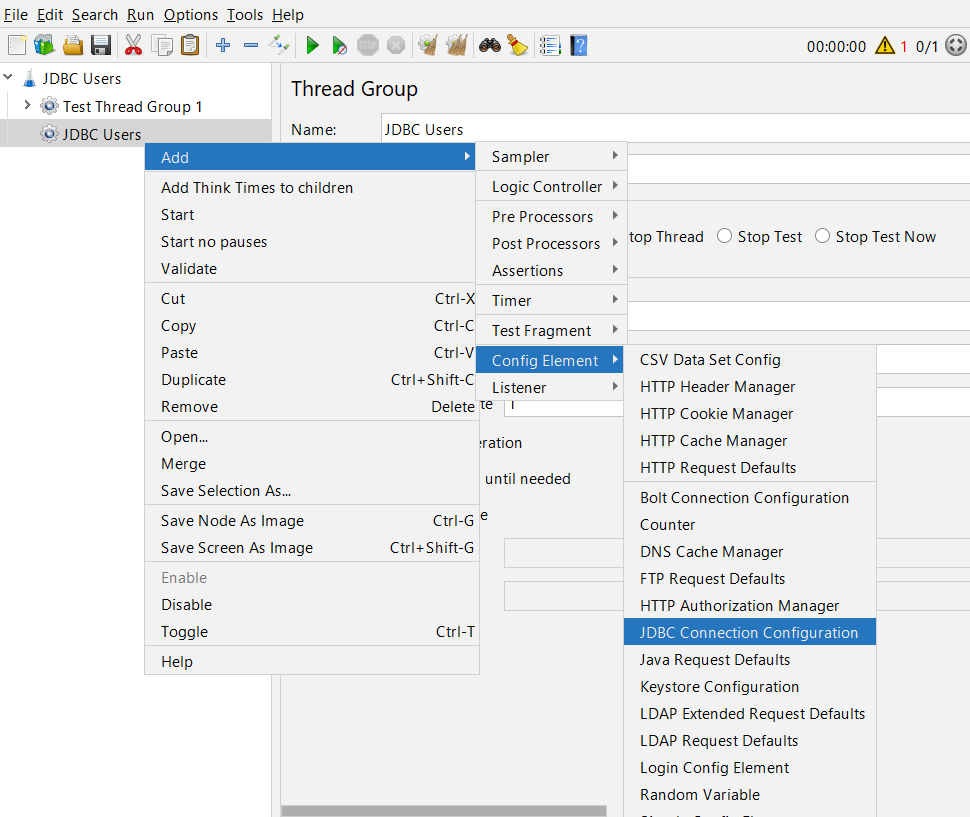 File Edit Search Run Options Tools Help
00:00:00 1 0/1
JDBC Users
Test Thread Group 1
JDBC Users
Thread Group
Name: JDBC Users
Add
Add Think Times to children
Start
Start no pauses
Validate
Cut Ctrl-X
Copy Ctrl-C
Paste Ctrl-V
Duplicate Ctrl+Shift-C
Remove Delete
Open...
Merge
Save Selection As...
Save Node As Image Ctrl-G
Save Screen As Image Ctrl+Shift-G
Enable
Disable
Toggle Ctrl-T
Help
Sampler
Logic Controller
Pre Processors
Post Processors
Assertions
Timer
Test Fragment
Config Element
Listener
top Thread Stop Test Stop Test Now
te 1
eration
until needed
e
CSV Data Set Config
HTTP Header Manager
HTTP Cookie Manager
HTTP Cache Manager
HTTP Request Defaults
Bolt Connection Configuration
Counter
DNS Cache Manager
FTP Request Defaults
HTTP Authorization Manager
JDBC Connection Configuration
Java Request Defaults
Keystore Configuration
LDAP Extended Request Defaults
LDAP Request Defaults
Login Config Element
Random Variable